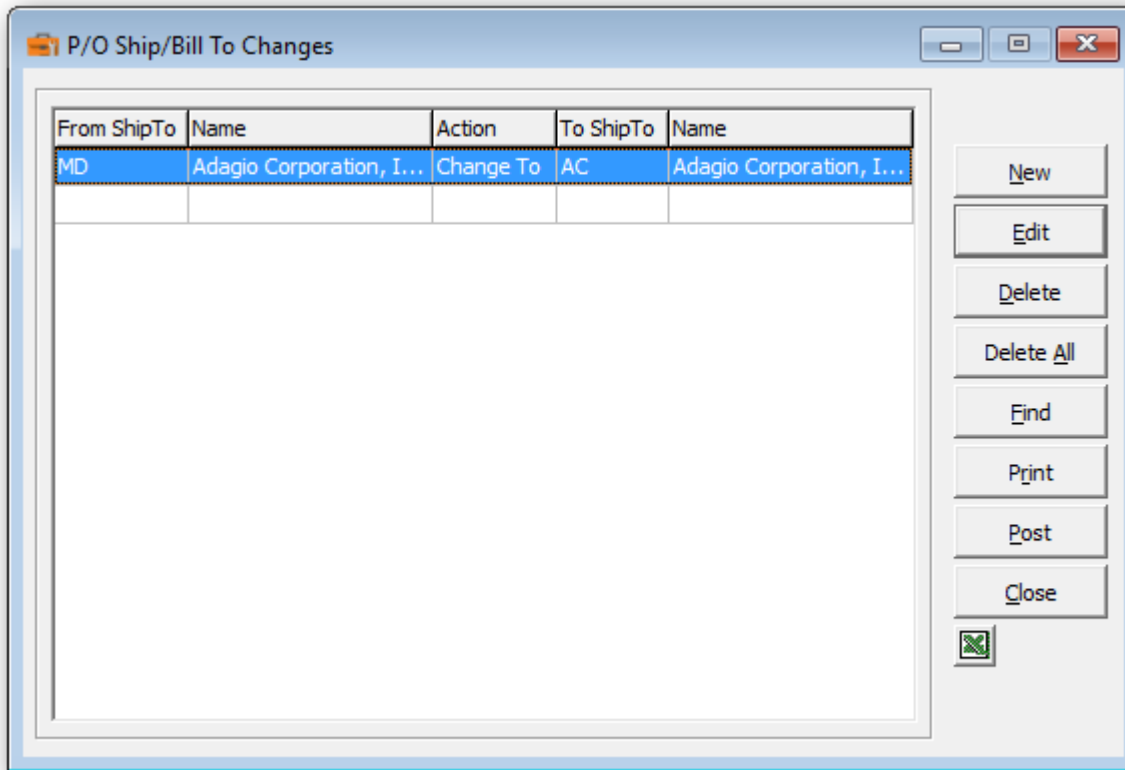 P/O Ship/Bill To Changes
From ShipTo Name Action To ShipTo Name
MD Adagio Corporation, I... Change To AC Adagio Corporation, I...
New
Edit
Delete
Delete All
Find
Print
Post
Close